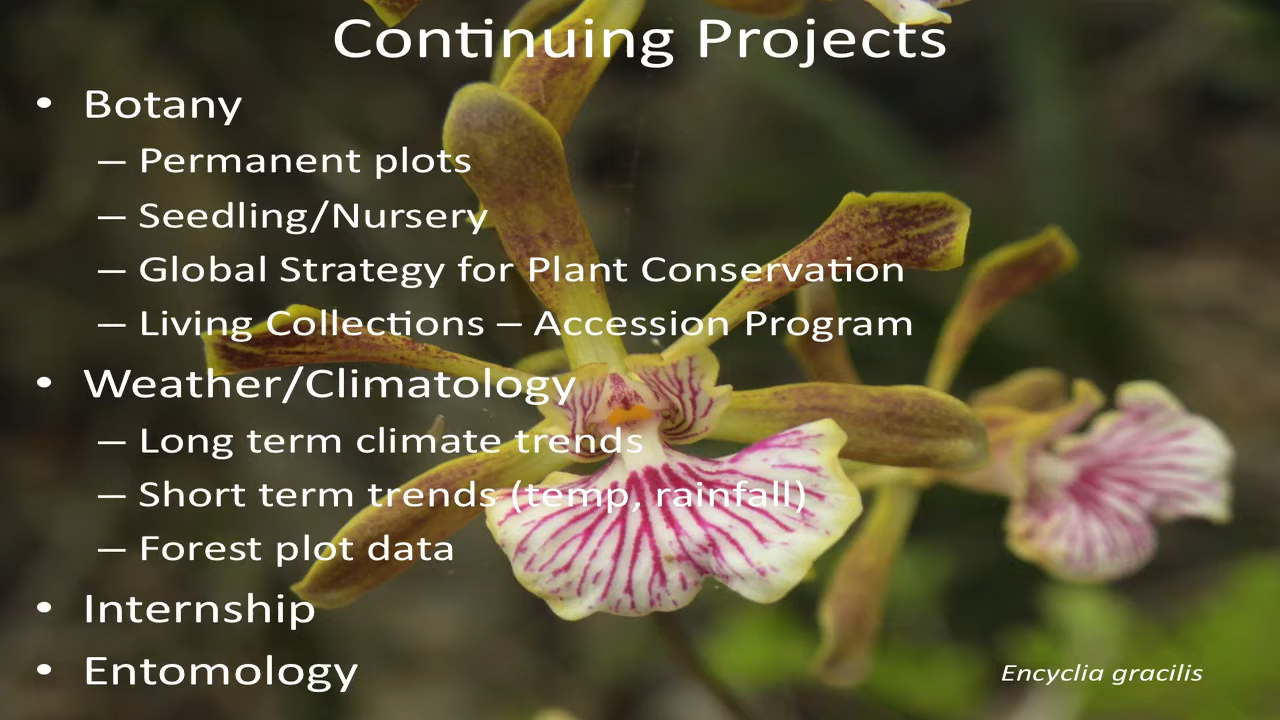 Continuing Projects
• Botany
– Permanent plots
– Seedling/Nursery
– Global Strategy for Plant Conservation
– Living Collections – Accession Program
• Weather/Climatology
– Long term climate trends
– Short term trends (temp, rainfall)
– Forest plot data
• Internship
• Entomology
Encyclia gracilis